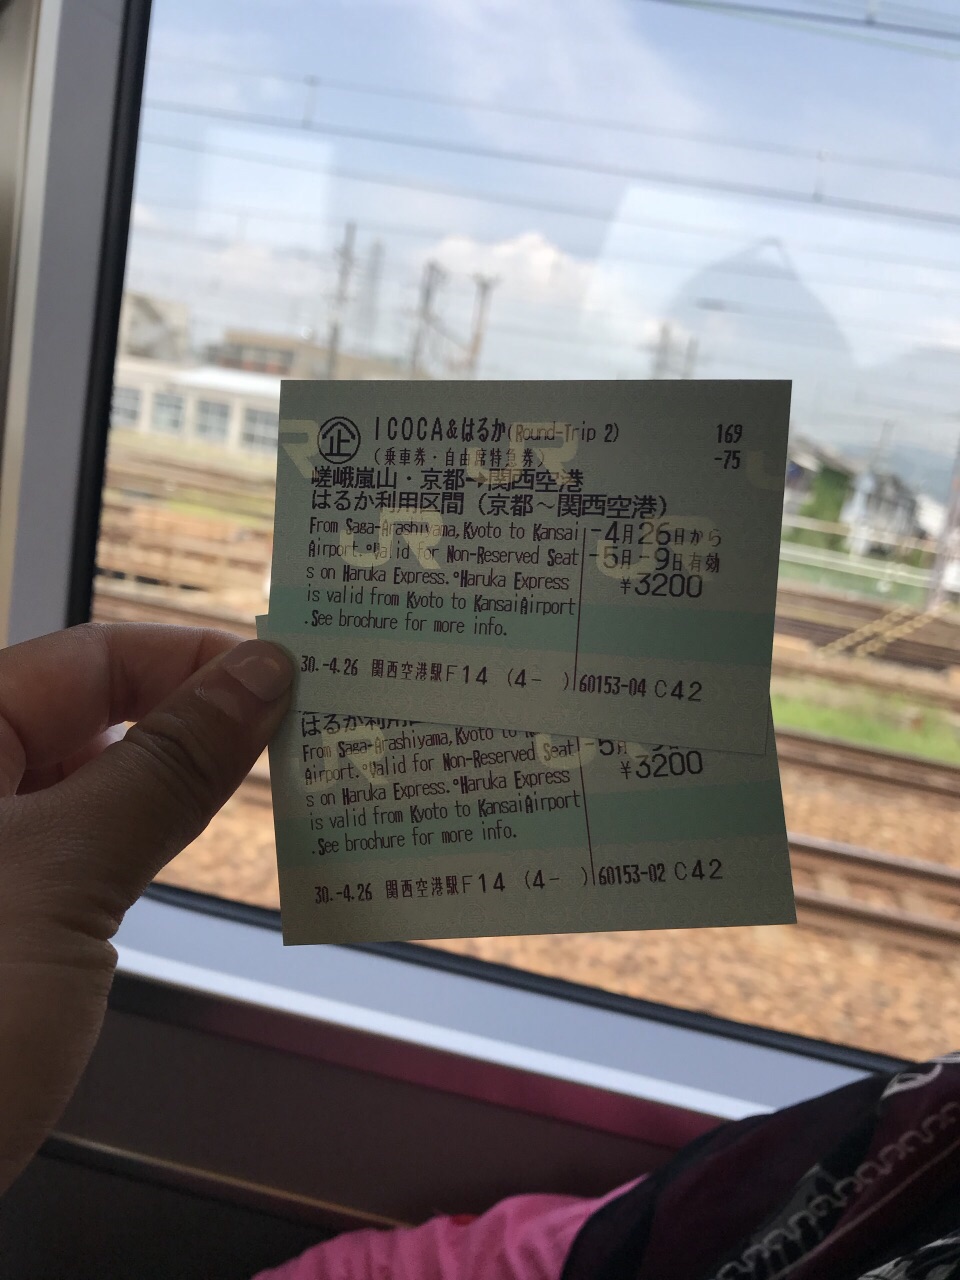 企 ICOCA&はるか(Round-Trip 2) 169
(乗車券・自由席特急券) -75
嵯峨嵐山・京都→関西空港
はるか利用区間(京都~関西空港)
From Saga-Arashiyama,Kyoto to Kansai
Airport.°Valid for Non-Reserved Seat
s on Haruka Express.°Haruka Express
is valid from Kyoto to KansaiAirport
.See brochure for more info.
-4月26日から
-5月-9日有効
¥3200
30.-4.26 関西空港駅F14 (4- ) 60153-04 C42
はるか利用
From Saga-Arashiyama,Kyoto to
Airport.°Valid for Non-Reserved Seat
s on Haruka Express.°Haruka Express
is valid from Kyoto to KansaiAirport
.See brochure for more info.
-5月
¥3200
30.-4.26 関西空港駅F14 (4- ) 60153-02 C42